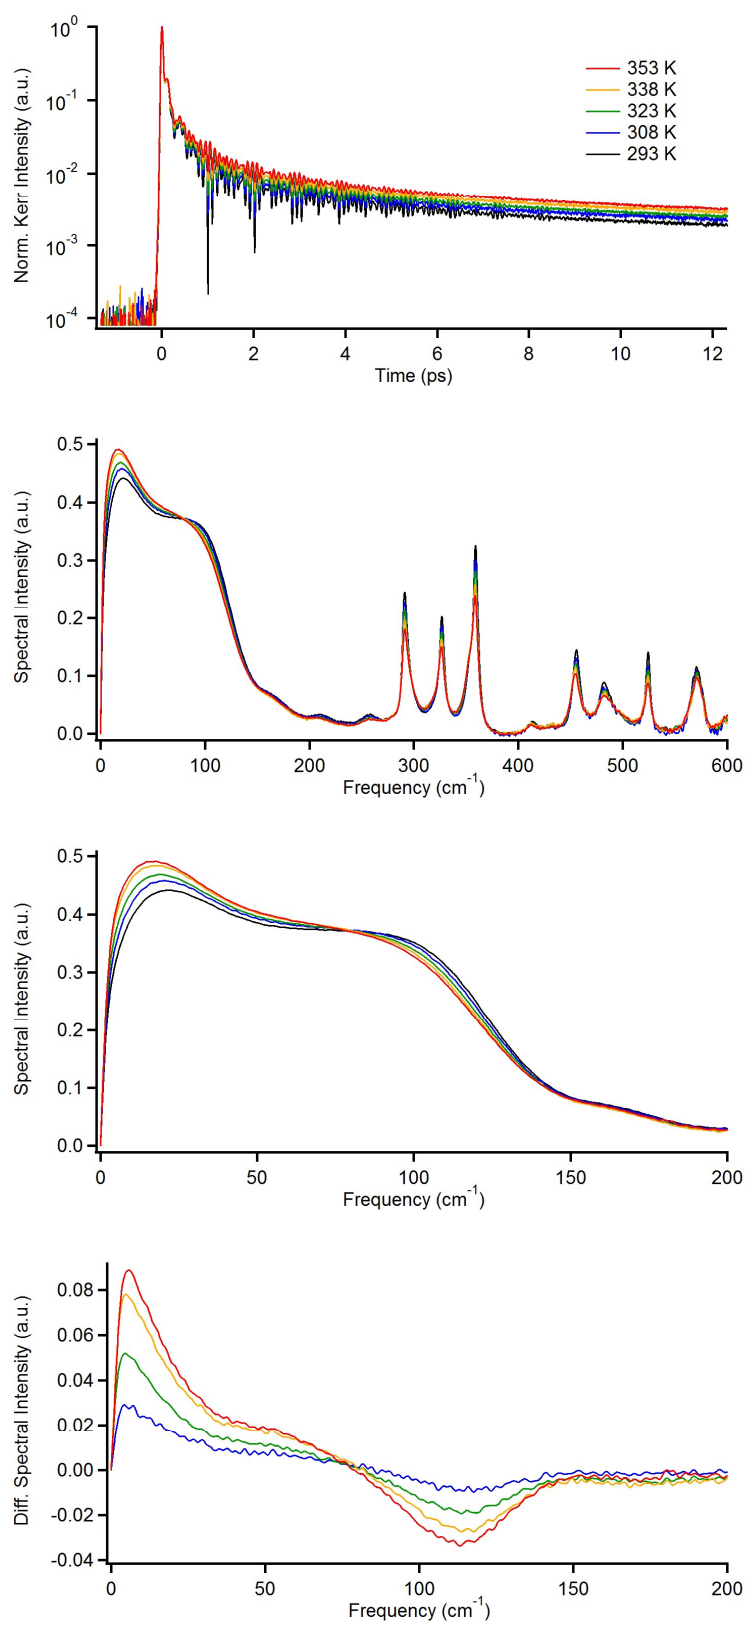 10^0
10^-1
10^-2
10^-3
10^-4
Norm. Kerr Intensity (a.u.)
353 K
338 K
323 K
308 K
293 K
0 2 4 6 8 10 12
Time (ps)
0.5
0.4
0.3
0.2
0.1
0.0
Spectral Intensity (a.u.)
0 100 200 300 400 500 600
Frequency (cm^-1)
0.5
0.4
0.3
0.2
0.1
0.0
Spectral Intensity (a.u.)
0 50 100 150 200
Frequency (cm^-1)
0.08
0.06
0.04
0.02
0.00
-0.02
-0.04
Diff. Spectral Intensity (a.u.)
0 50 100 150 200
Frequency (cm^-1)